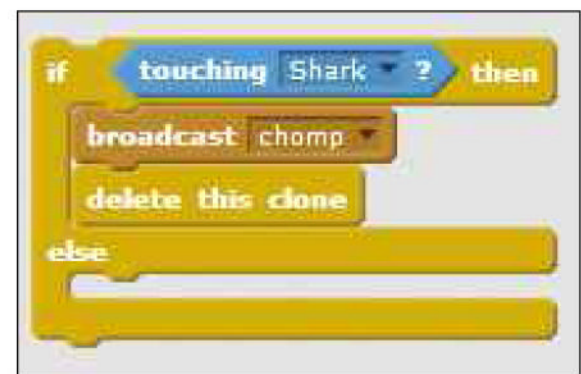 if touching Shark ? then
broadcast chomp
delete this clone
else